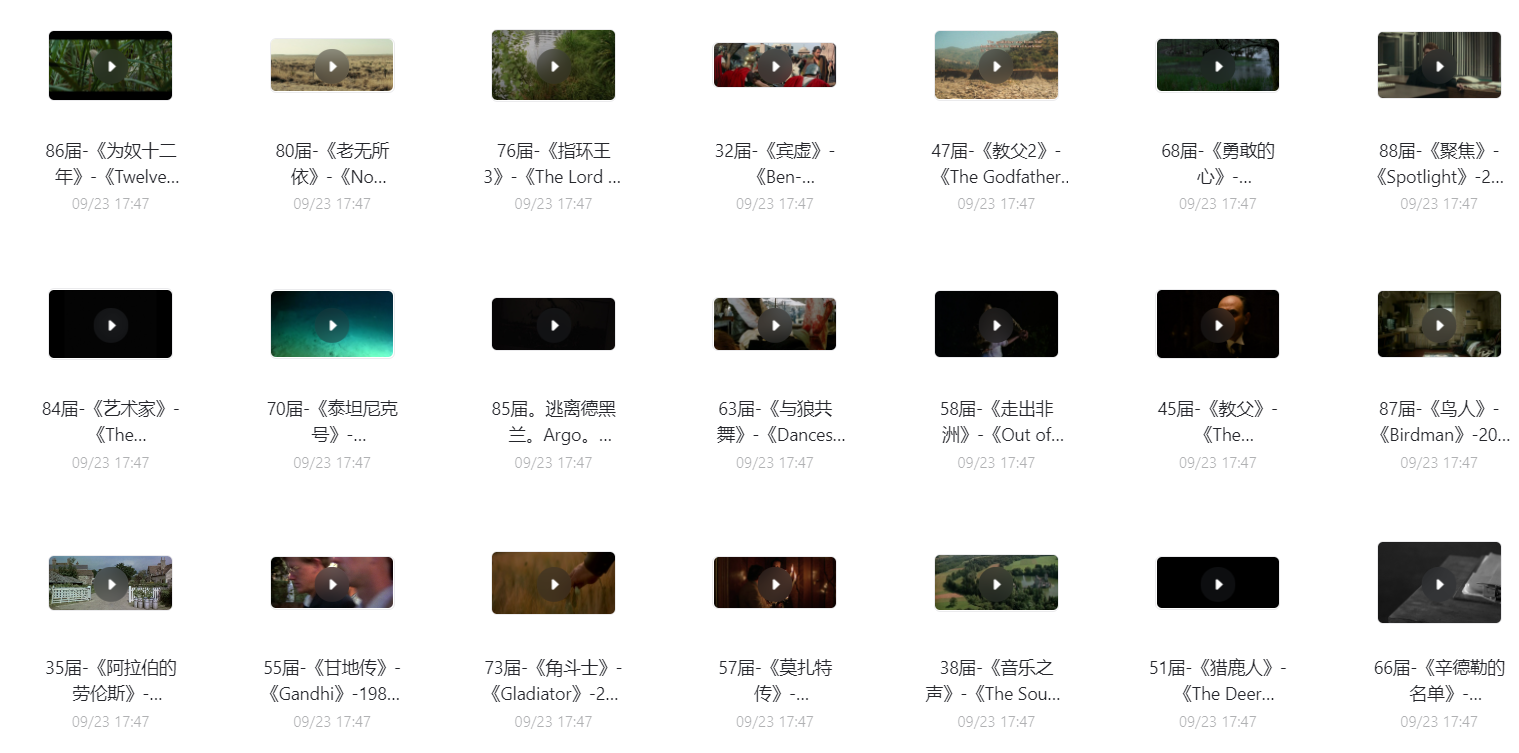 86届-《为奴十二
年》-《Twelve...
09/23 17:47
80届-《老无所
依》-《No...
09/23 17:47
76届-《指环王
3》-《The Lord ...
09/23 17:47
32届-《宾虚》-
《Ben-...
09/23 17:47
47届-《教父2》-
《The Godfather..
09/23 17:47
68届-《勇敢的
心》-...
09/23 17:47
88届-《聚焦》-
《Spotlight》-2...
09/23 17:47
84届-《艺术家》-
《The...
09/23 17:47
70届-《泰坦尼克
号》-...
09/23 17:47
85届。逃离德黑
兰。Argo。...
09/23 17:47
63届-《与狼共
舞》-《Dances...
09/23 17:47
58届-《走出非
洲》-《Out of...
09/23 17:47
45届-《教父》-
《The...
09/23 17:47
87届-《鸟人》-
《Birdman》-20...
09/23 17:47
35届-《阿拉伯的
劳伦斯》-...
09/23 17:47
55届-《甘地传》-
《Gandhi》-198...
09/23 17:47
73届-《角斗士》-
《Gladiator》-2...
09/23 17:47
57届-《莫扎特
传》-...
09/23 17:47
38届-《音乐之
声》-《The Sou...
09/23 17:47
51届-《猎鹿人》-
《The Deer...
09/23 17:47
66届-《辛德勒的
名单》-...
09/23 17:47